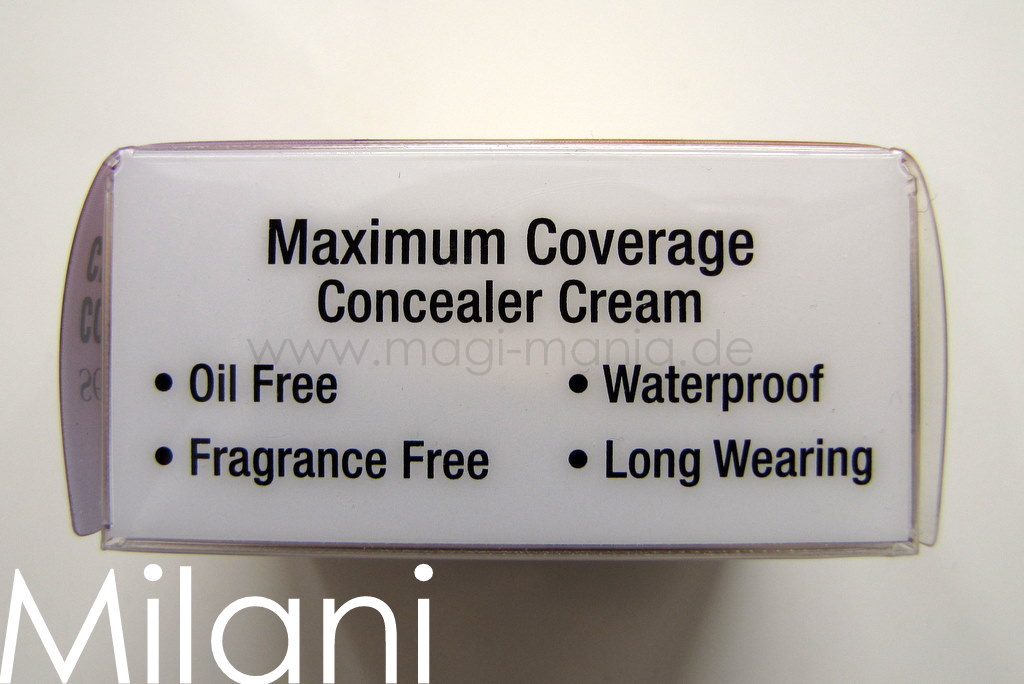 Maximum Coverage
Concealer Cream
www.magi-mania.de
• Oil Free
• Waterproof
• Fragrance Free
• Long Wearing
Milani